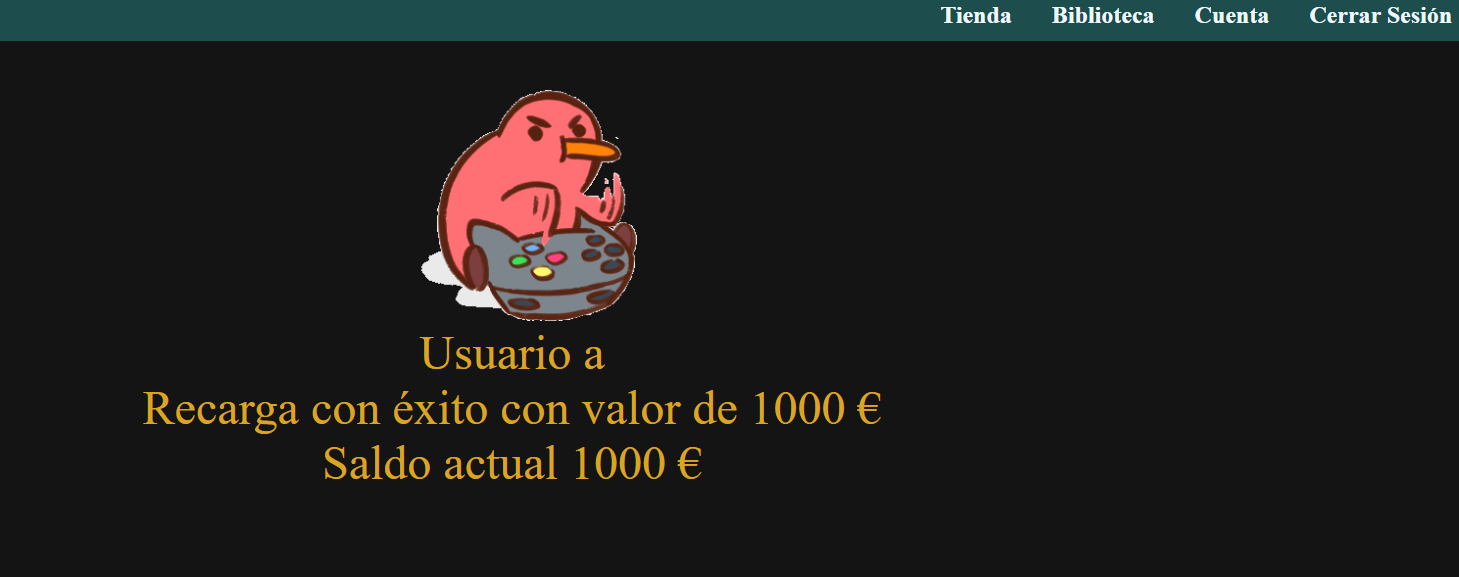 Tienda Biblioteca Cuenta Cerrar Sesión
Usuario a
Recarga con éxito con valor de 1000 €
Saldo actual 1000 €